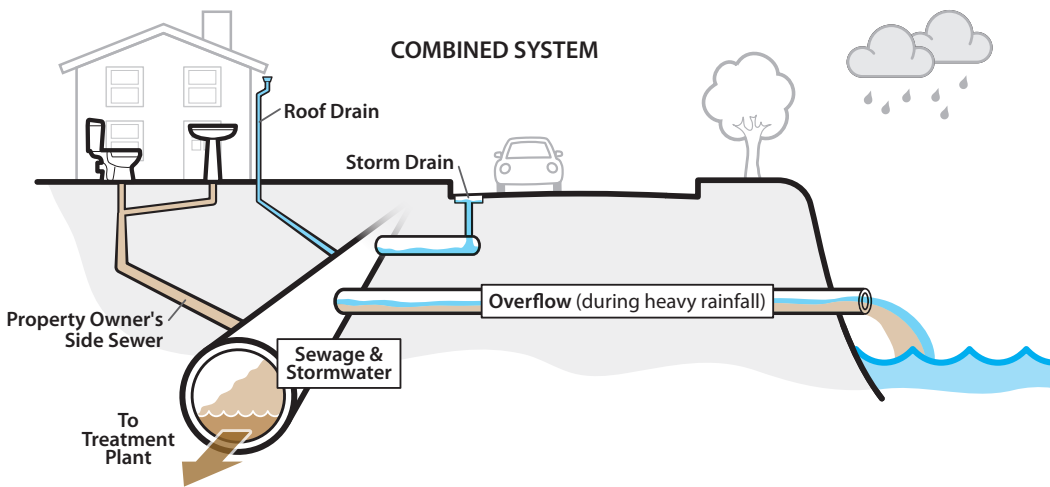 COMBINED SYSTEM
Roof Drain
Storm Drain
Overflow (during heavy rainfall)
Property Owner's
Side Sewer
Sewage &
Stormwater
To
Treatment
Plant